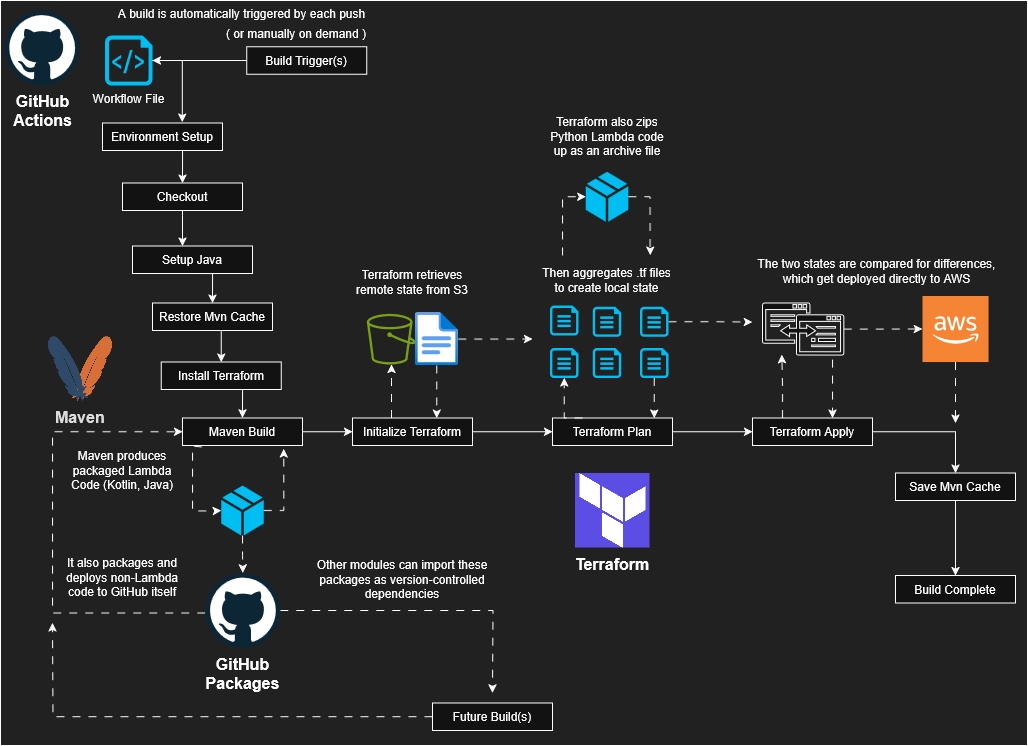 A build is automatically triggered by each push
( or manually on demand )
Build Trigger(s)
GitHub
Actions
Workflow File
Environment Setup
Checkout
Setup Java
Restore Mvn Cache
Install Terraform
Maven
Maven Build
Maven produces
packaged Lambda
Code (Kotlin, Java)
It also packages and
deploys non-Lambda
code to GitHub itself
GitHub
Packages
Other modules can import these
packages as version-controlled
dependencies
Future Build(s)
Terraform retrieves
remote state from S3
Initialize Terraform
Terraform also zips
Python Lambda code
up as an archive file
Then aggregates .tf files
to create local state
Terraform Plan
Terraform
The two states are compared for differences,
which get deployed directly to AWS
aws
Terraform Apply
Save Mvn Cache
Build Complete